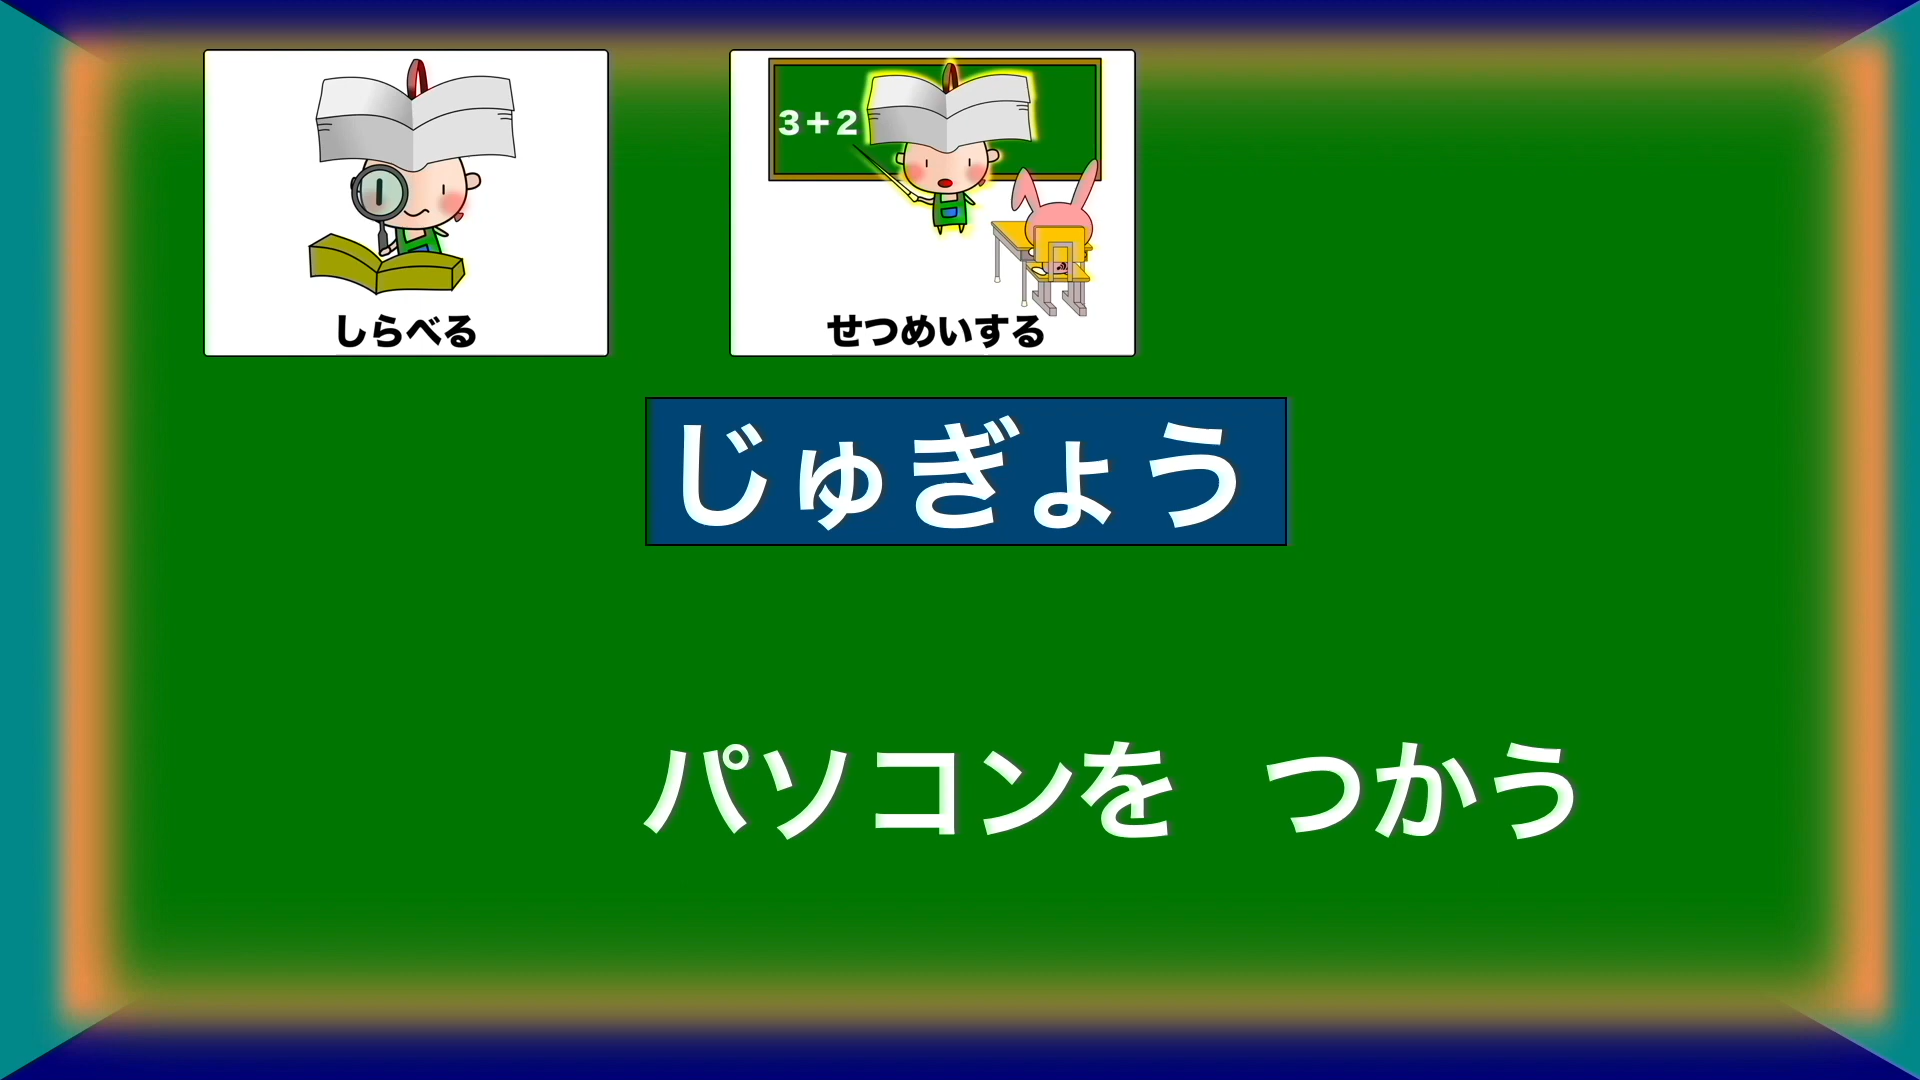 3+2
しらべる
せつめいする
じゅぎょう
パソコンを つかう